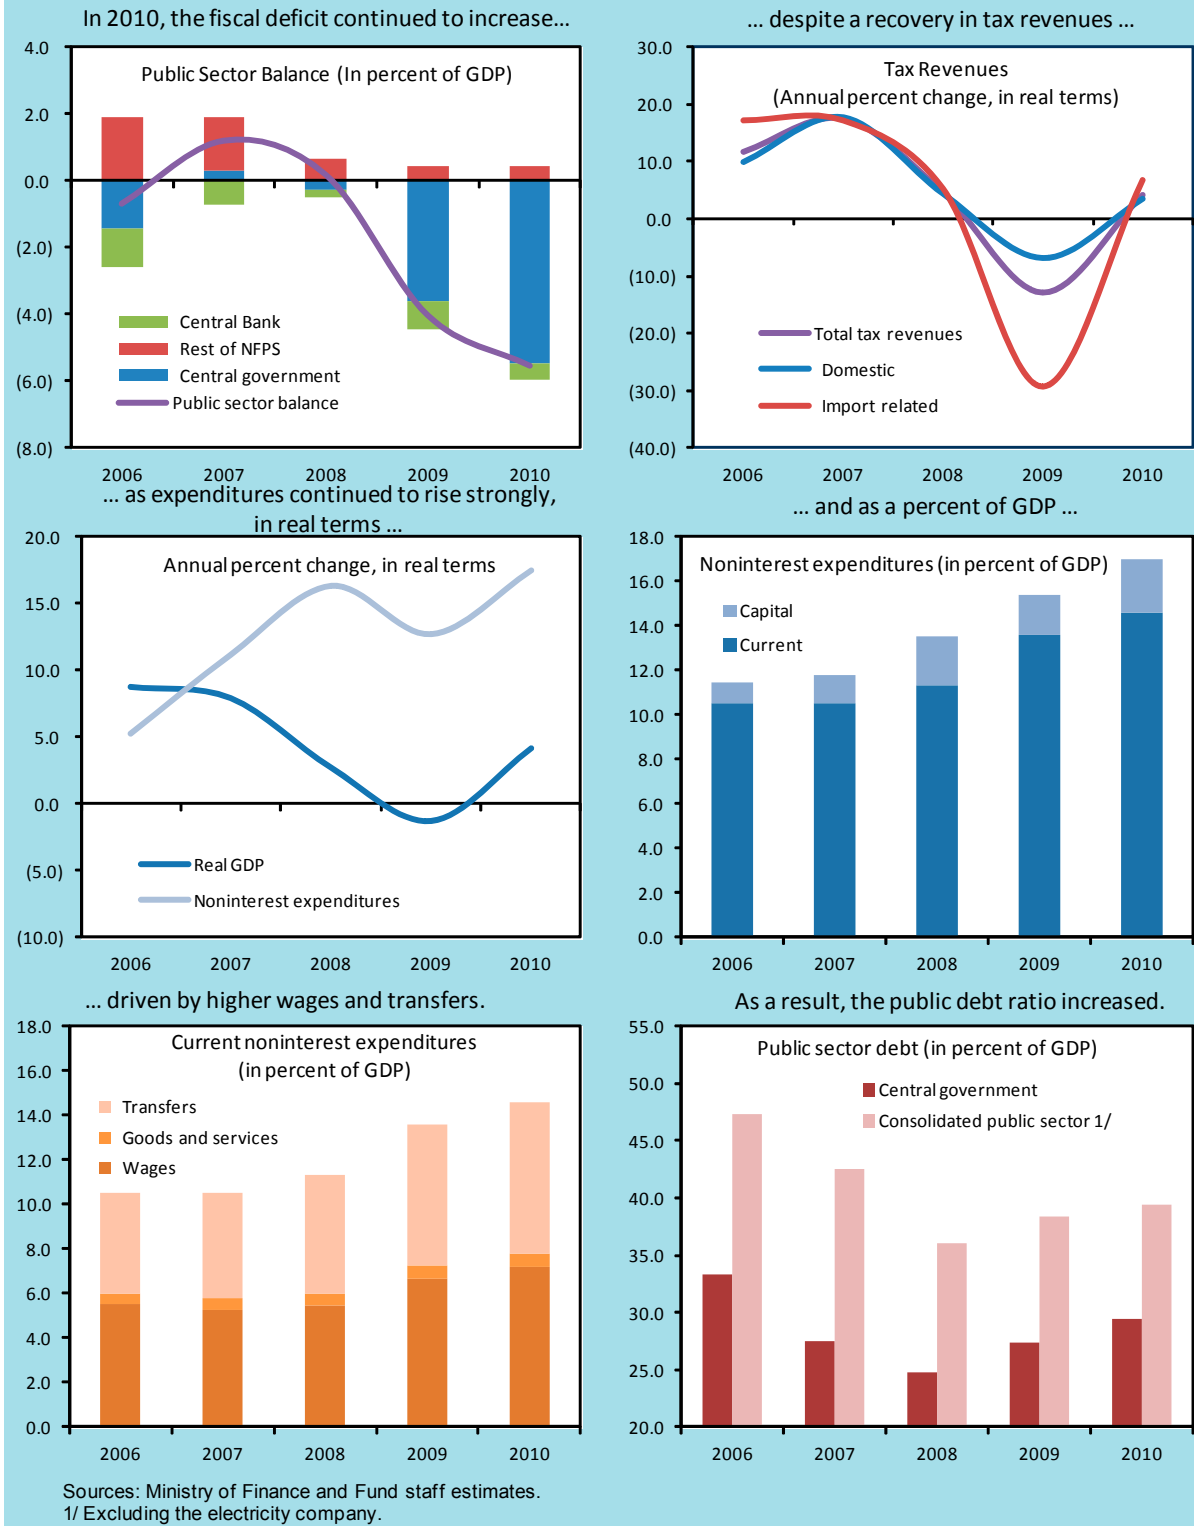 In 2010, the fiscal deficit continued to increase...
4.0
Public Sector Balance (In percent of GDP)
2.0
0.0
(2.0)
(4.0)
Central Bank
Rest of NFPS
Central government
(6.0)
Public sector balance
(8.0)
2006 2007 2008 2009 2010
... despite a recovery in tax revenues ...
30.0
Tax Revenues
(Annual percent change, in real terms)
20.0
10.0
0.0
(10.0)
(20.0)
Total tax revenues
Domestic
(30.0)
Import related
(40.0)
2006 2007 2008 2009 2010
... as expenditures continued to rise strongly,
in real terms ...
20.0
Annual percent change, in real terms
15.0
10.0
5.0
0.0
(5.0)
Real GDP
Noninterest expenditures
(10.0)
2006 2007 2008 2009 2010
... and as a percent of GDP ...
18.0
Noninterest expenditures (in percent of GDP)
16.0
Capital
14.0
Current
12.0
10.0
8.0
6.0
4.0
2.0
0.0
2006 2007 2008 2009 2010
... driven by higher wages and transfers.
18.0
Current noninterest expenditures
(in percent of GDP)
16.0
Transfers
14.0
Goods and services
12.0
Wages
10.0
8.0
6.0
4.0
2.0
0.0
2006 2007 2008 2009 2010
As a result, the public debt ratio increased.
55.0
Public sector debt (in percent of GDP)
50.0
Central government
Consolidated public sector 1/
45.0
40.0
35.0
30.0
25.0
20.0
2006 2007 2008 2009 2010
Sources: Ministry of Finance and Fund staff estimates.
1/ Excluding the electricity company.